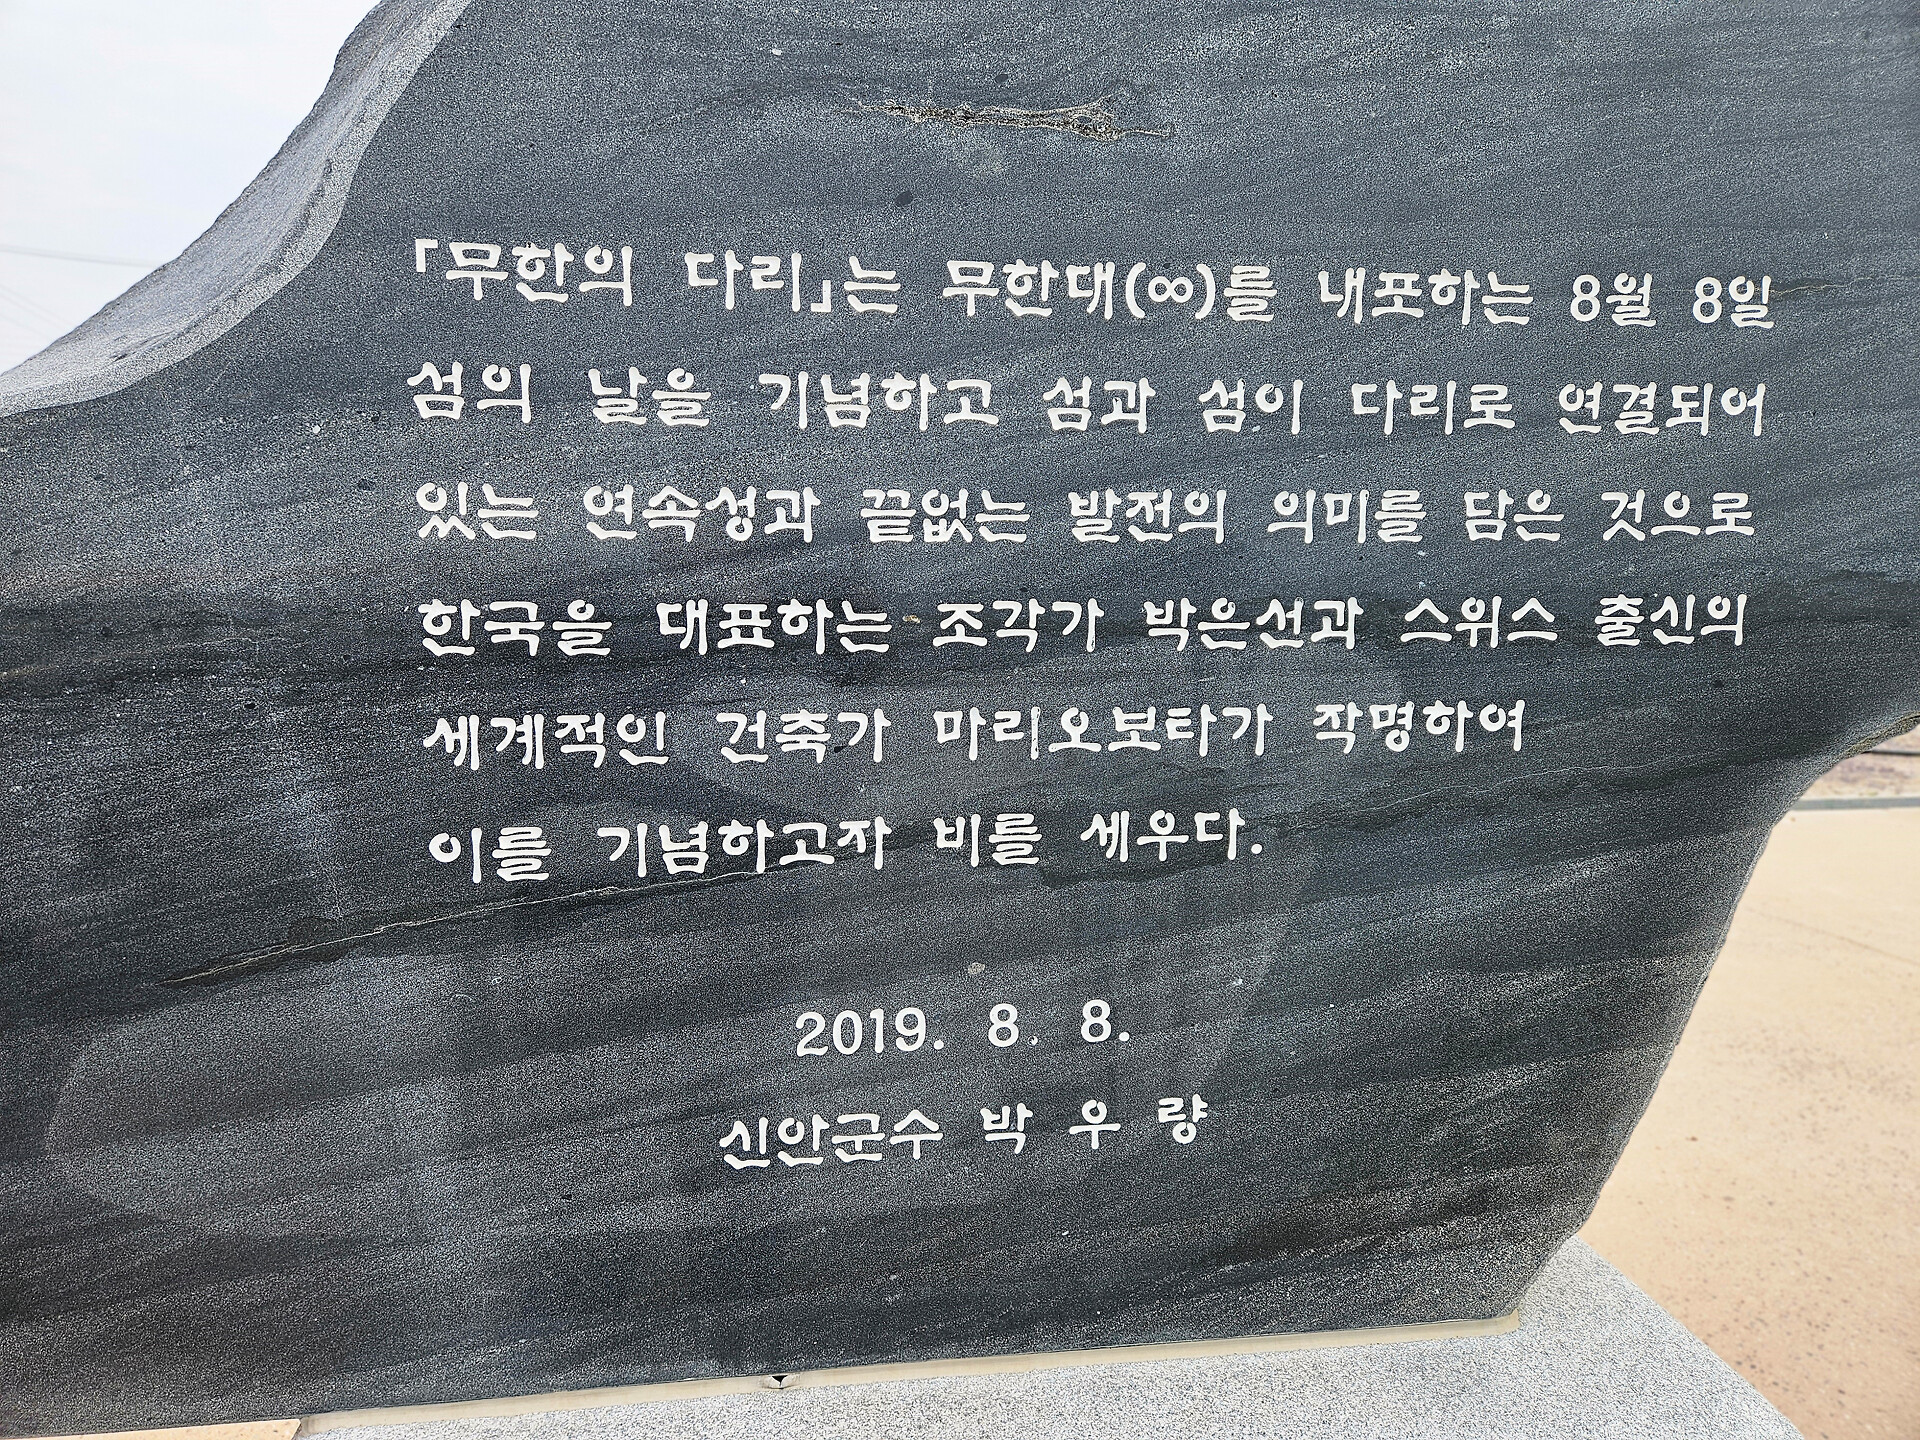 「무한의 다리」는 무한대(∞)를 내포하는 8월 8일
섬의 날을 기념하고 섬과 섬이 다리로 연결되어
있는 연속성과 끝없는 발전의 의미를 담은 것으로
한국을 대표하는 조각가 박은선과 스위스 출신의
세계적인 건축가 마리오보타가 작명하여
이를 기념하고자 비를 세우다.
2019. 8. 8.
신안군수 박 우 량